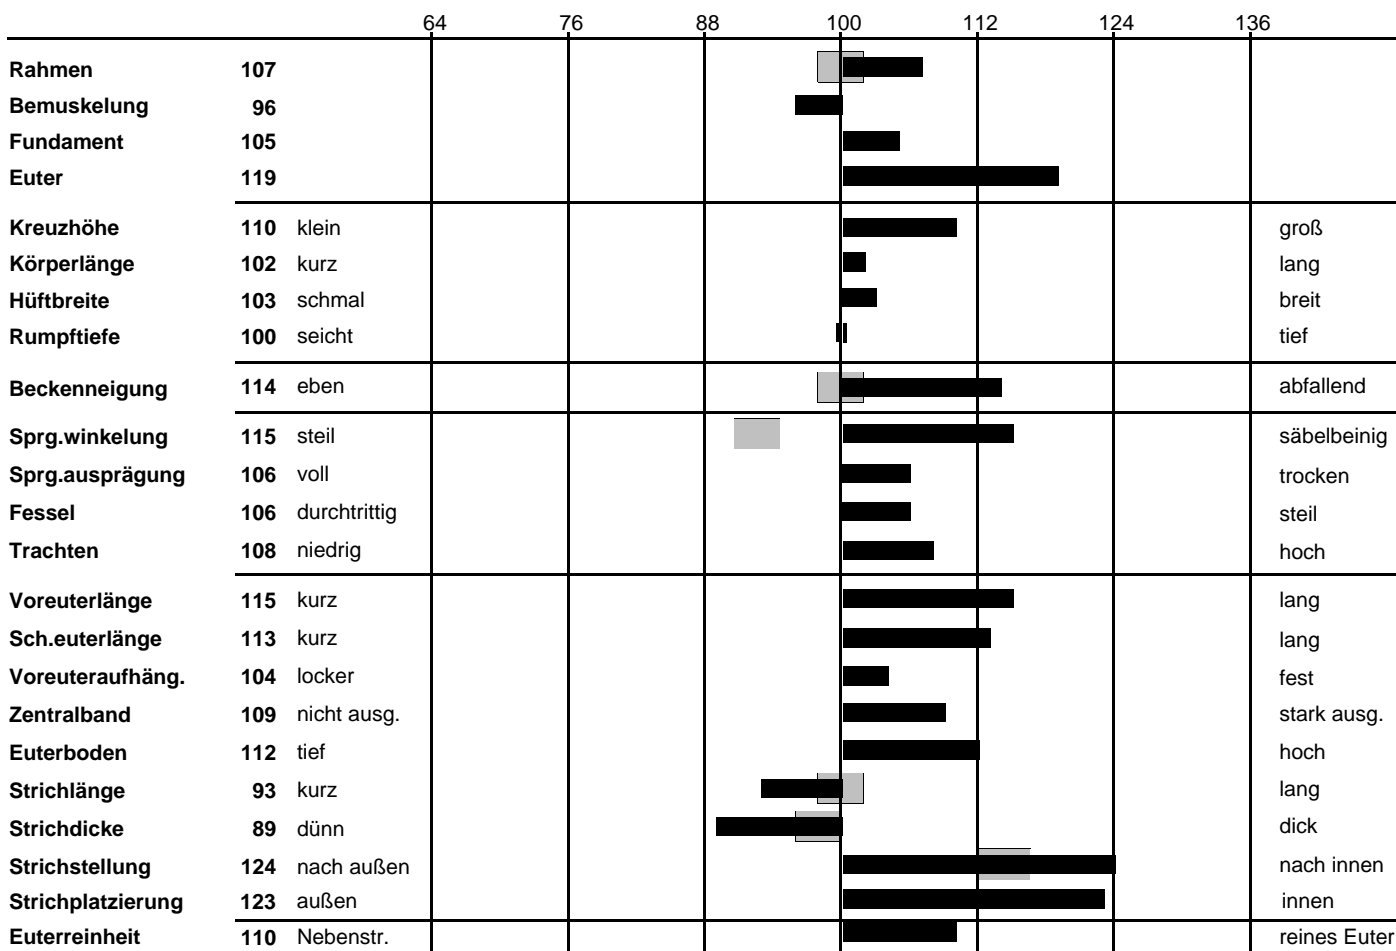 64 76 88 100 112 124 136
Rahmen 107
Bemuskelung 96
Fundament 105
Euter 119
Kreuzhöhe 110 klein groß
Körperlänge 102 kurz lang
Hüftbreite 103 schmal breit
Rumpftiefe 100 seicht tief
Beckenneigung 114 eben abfallend
Sprg.winkelung 115 steil säbelbeinig
Sprg.ausprägung 106 voll trocken
Fessel 106 durchtrittig steil
Trachten 108 niedrig hoch
Voreuterlänge 115 kurz lang
Sch.euterlänge 113 kurz lang
Voreuteraufhäng. 104 locker fest
Zentralband 109 nicht ausg. stark ausg.
Euterboden 112 tief hoch
Strichlänge 93 kurz lang
Strichdicke 89 dünn dick
Strichstellung 124 nach außen nach innen
Strichplatzierung 123 außen innen
Euterreinheit 110 Nebenstr. reines Euter